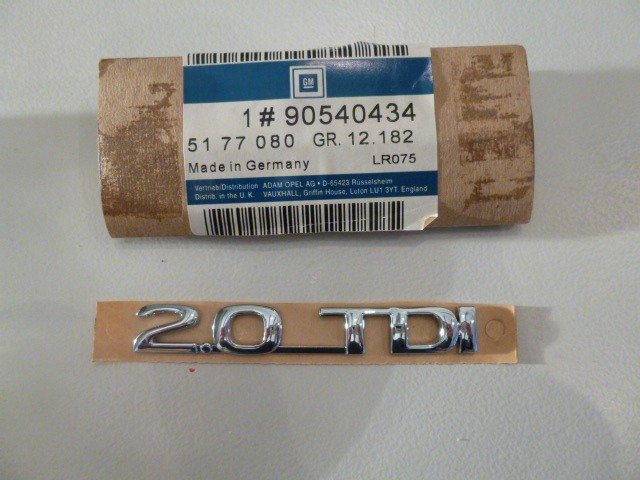 GM
1# 90540434
51 77 080 GR. 12.182
Made in Germany LR075
Vertrieb/Distribution ADAM OPEL AG • D-65423 Rüsselsheim
Distrib. in the U. K. VAUXHALL, Griffin House, Luton LU1 3YT. England
2.0 TDI